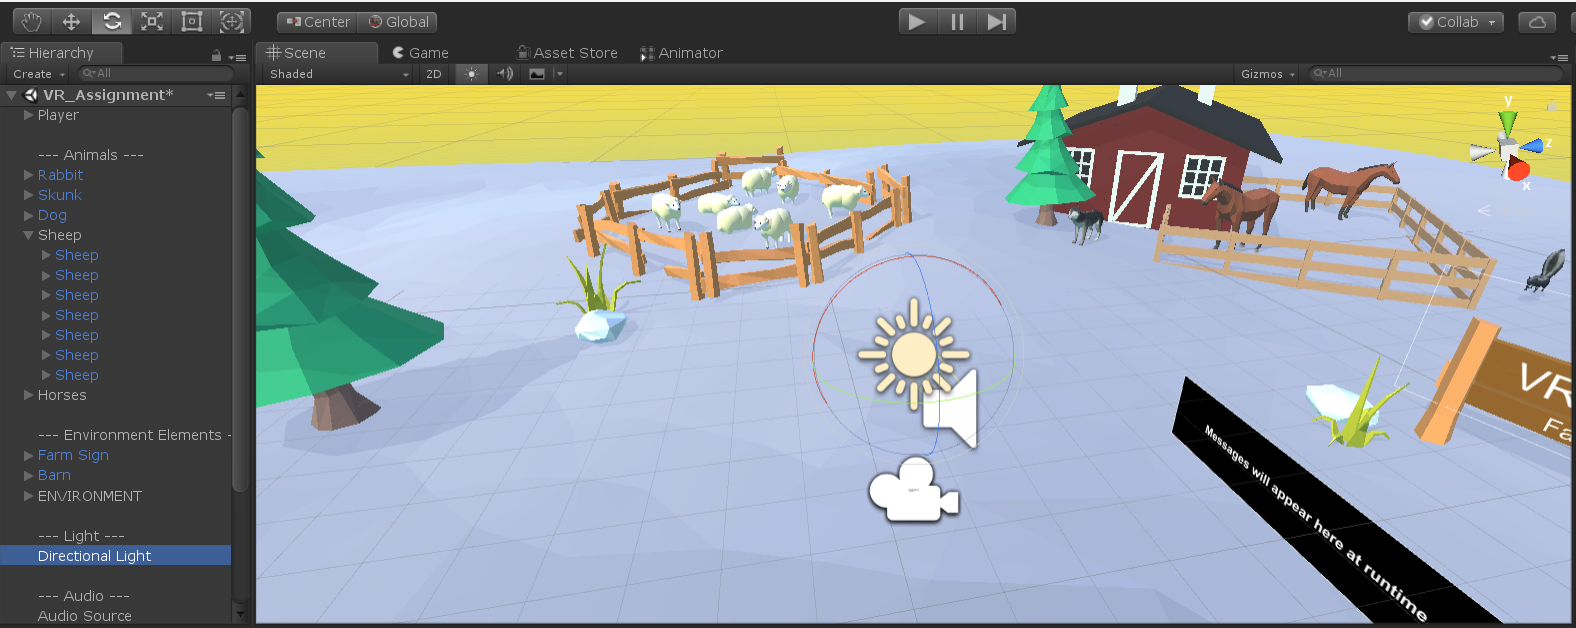 Center Global Collab
Hierarchy Scene Game Asset Store Animator
Create All Shaded 2D Gizmos All
VR_Assignment*
Player
--- Animals ---
Rabbit
Skunk
Dog
Sheep
Sheep
Sheep
Sheep
Sheep
Sheep
Sheep
Sheep
Horses
--- Environment Elements -
Farm Sign
Barn
ENVIRONMENT
--- Light ---
Directional Light
--- Audio ---
Audio Source
y
z
x
VR
Fa
Messages will appear here at runtime